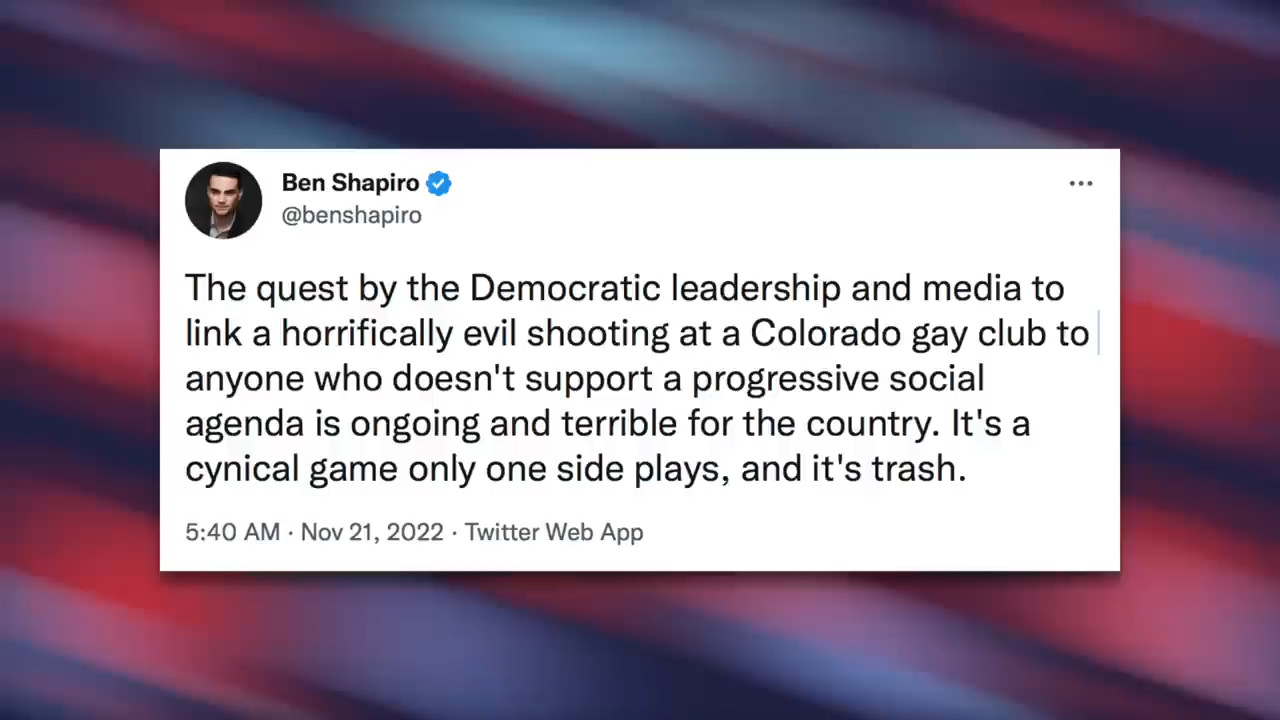 Ben Shapiro
@benshapiro
The quest by the Democratic leadership and media to
link a horrifically evil shooting at a Colorado gay club to
anyone who doesn't support a progressive social
agenda is ongoing and terrible for the country. It's a
cynical game only one side plays, and it's trash.
5:40 AM · Nov 21, 2022 · Twitter Web App